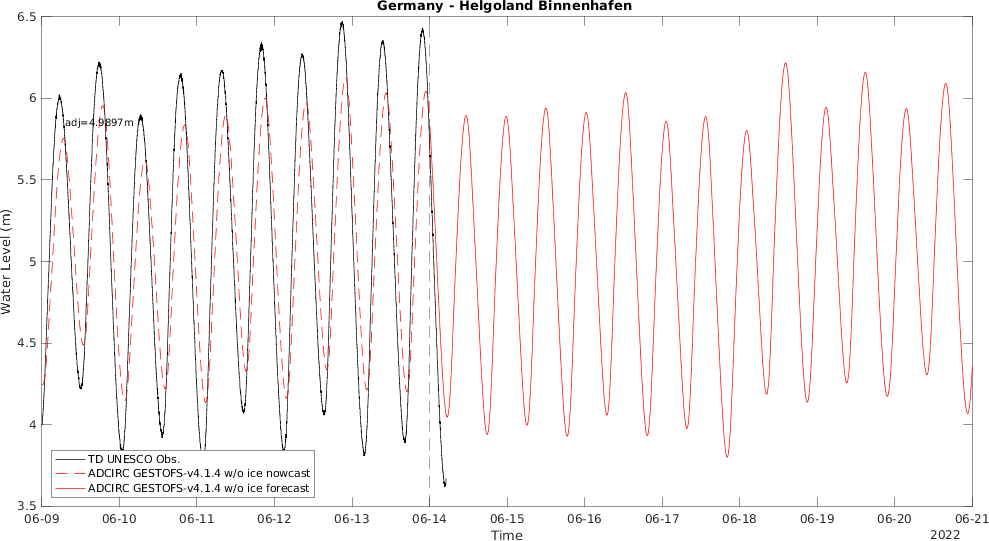 Germany - Helgoland Binnenhafen
6.5
6
5.5
5
4.5
4
3.5
Water Level (m)
adj=4.9897m
TD UNESCO Obs.
ADCIRC GESTOFS-v4.1.4 w/o ice nowcast
ADCIRC GESTOFS-v4.1.4 w/o ice forecast
06-09 06-10 06-11 06-12 06-13 06-14 06-15 06-16 06-17 06-18 06-19 06-20 06-21
Time
2022